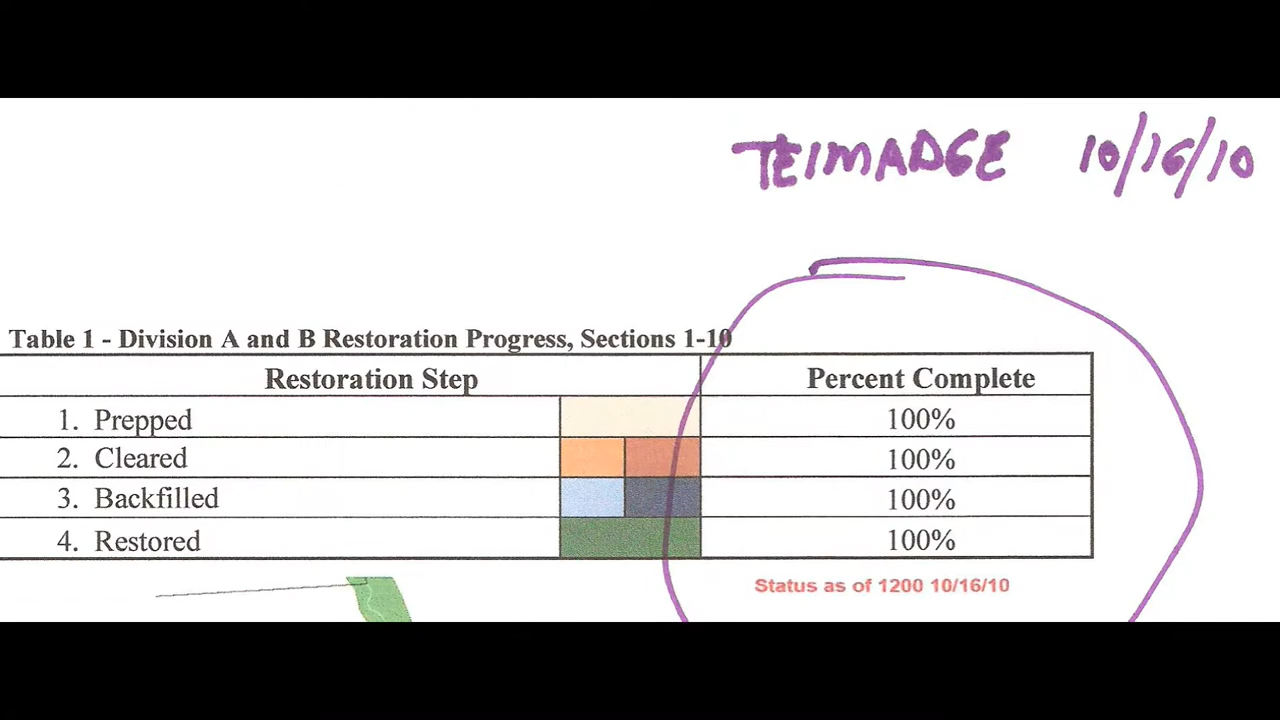 TEIMADGE 10/16/10
Table 1 - Division A and B Restoration Progress, Sections 1-10
Restoration Step Percent Complete
1. Prepped 100%
2. Cleared 100%
3. Backfilled 100%
4. Restored 100%
Status as of 1200 10/16/10